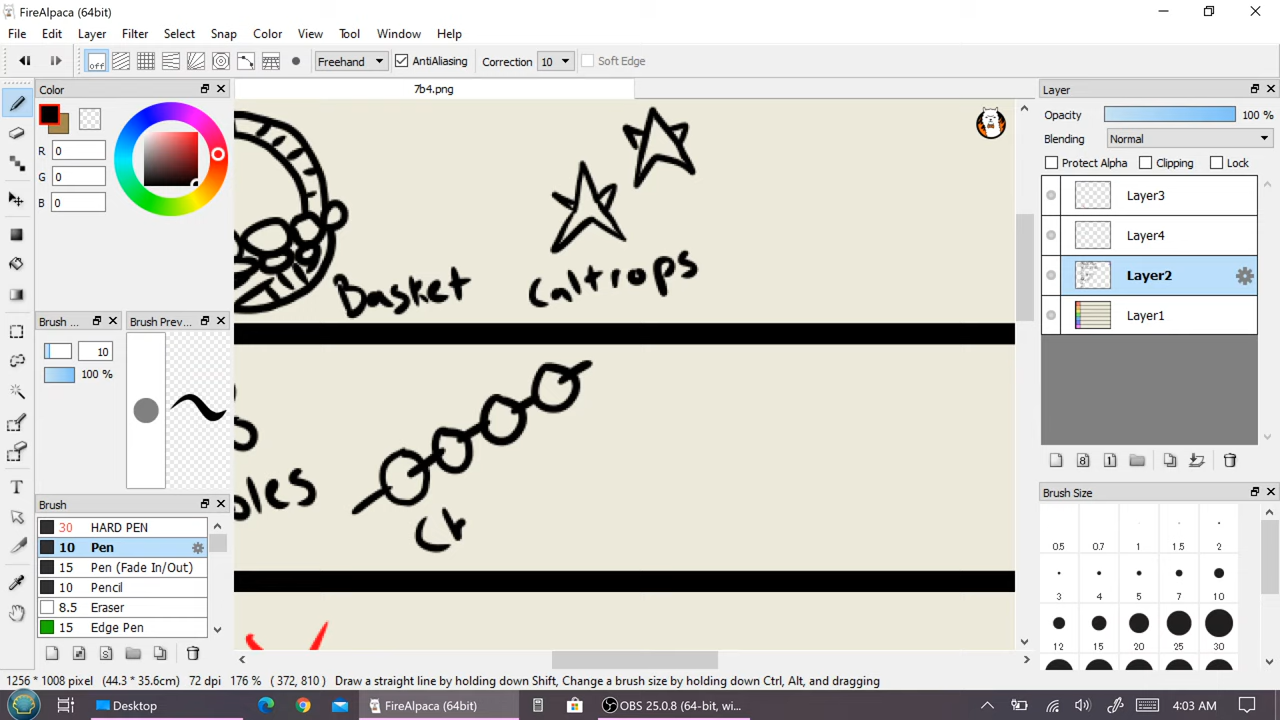 FireAlpaca (64bit)
File Edit Layer Filter Select Snap Color View Tool Window Help
off Freehand AntiAliasing Correction 10 Soft Edge
Color
7b4.png
Layer
R 0
G 0
B 0
Opacity 100 %
Blending Normal
Protect Alpha Clipping Lock
Layer3
Layer4
Layer2
Layer1
Basket
Caltrops
Brush ...
Brush Prev...
10
100 %
Brush
30 HARD PEN
10 Pen
15 Pen (Fade In/Out)
10 Pencil
8.5 Eraser
15 Edge Pen
T
8
1
Brush Size
0.5 0.7 1 1.5 2
3 4 5 7 10
12 15 20 25 30
1256 * 1008 pixel (44.3 * 35.6cm) 72 dpi 176 % ( 372, 810 ) Draw a straight line by holding down Shift, Change a brush size by holding down Ctrl, Alt, and dragging
Desktop
FireAlpaca (64bit)
OBS 25.0.8 (64-bit, wi...
4:03 AM